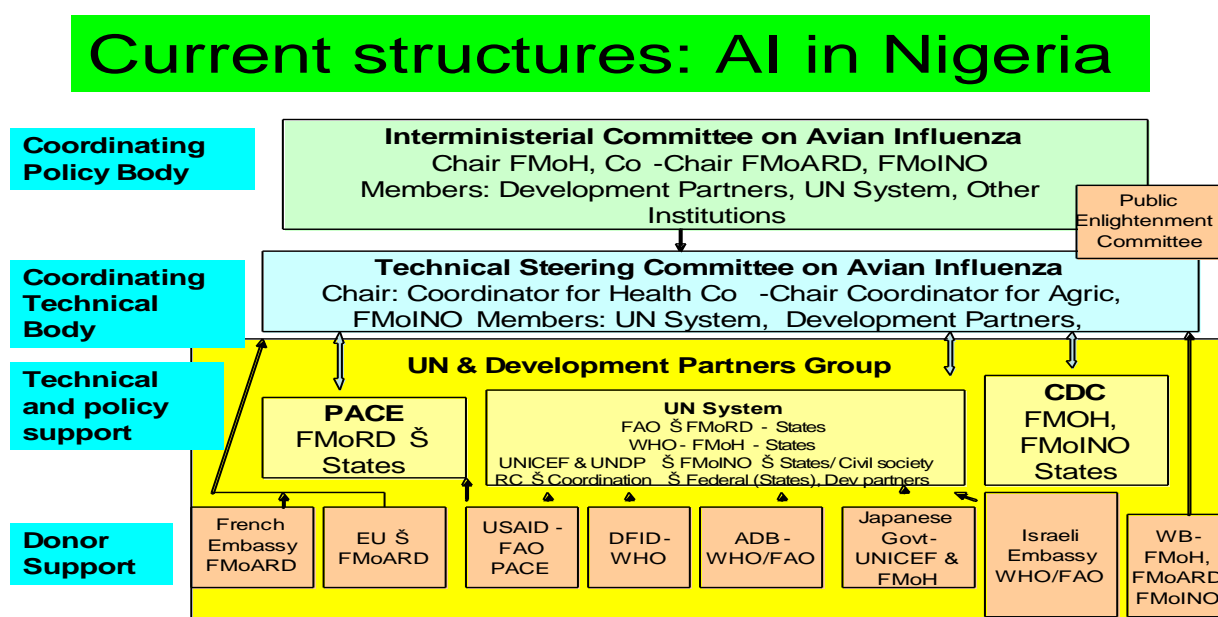 Current structures: AI in Nigeria
Coordinating
Policy Body
Interministerial Committee on Avian Influenza
Chair FMoH, Co -Chair FMoARD, FMoINO
Members: Development Partners, UN System, Other
Institutions
Public
Enlightenment
Committee
Coordinating
Technical
Body
Technical Steering Committee on Avian Influenza
Chair: Coordinator for Health Co -Chair Coordinator for Agric,
FMoINO Members: UN System, Development Partners,
Technical
and policy
support
UN & Development Partners Group
PACE
FMoRD Š
States
UN System
FAO Š FMoRD - States
WHO - FMoH - States
UNICEF & UNDP Š FMoINO Š States/ Civil society
RC Š Coordination Š Federal (States), Dev partners
CDC
FMOH,
FMoINO
States
Donor
Support
French
Embassy
FMoARD
EU Š
FMoARD
USAID -
FAO
PACE
DFID-
WHO
ADB-
WHO/FAO
Japanese
Govt-
UNICEF &
FMoH
Israeli
Embassy
WHO/FAO
WB-
FMoH,
FMoARD
FMoINO